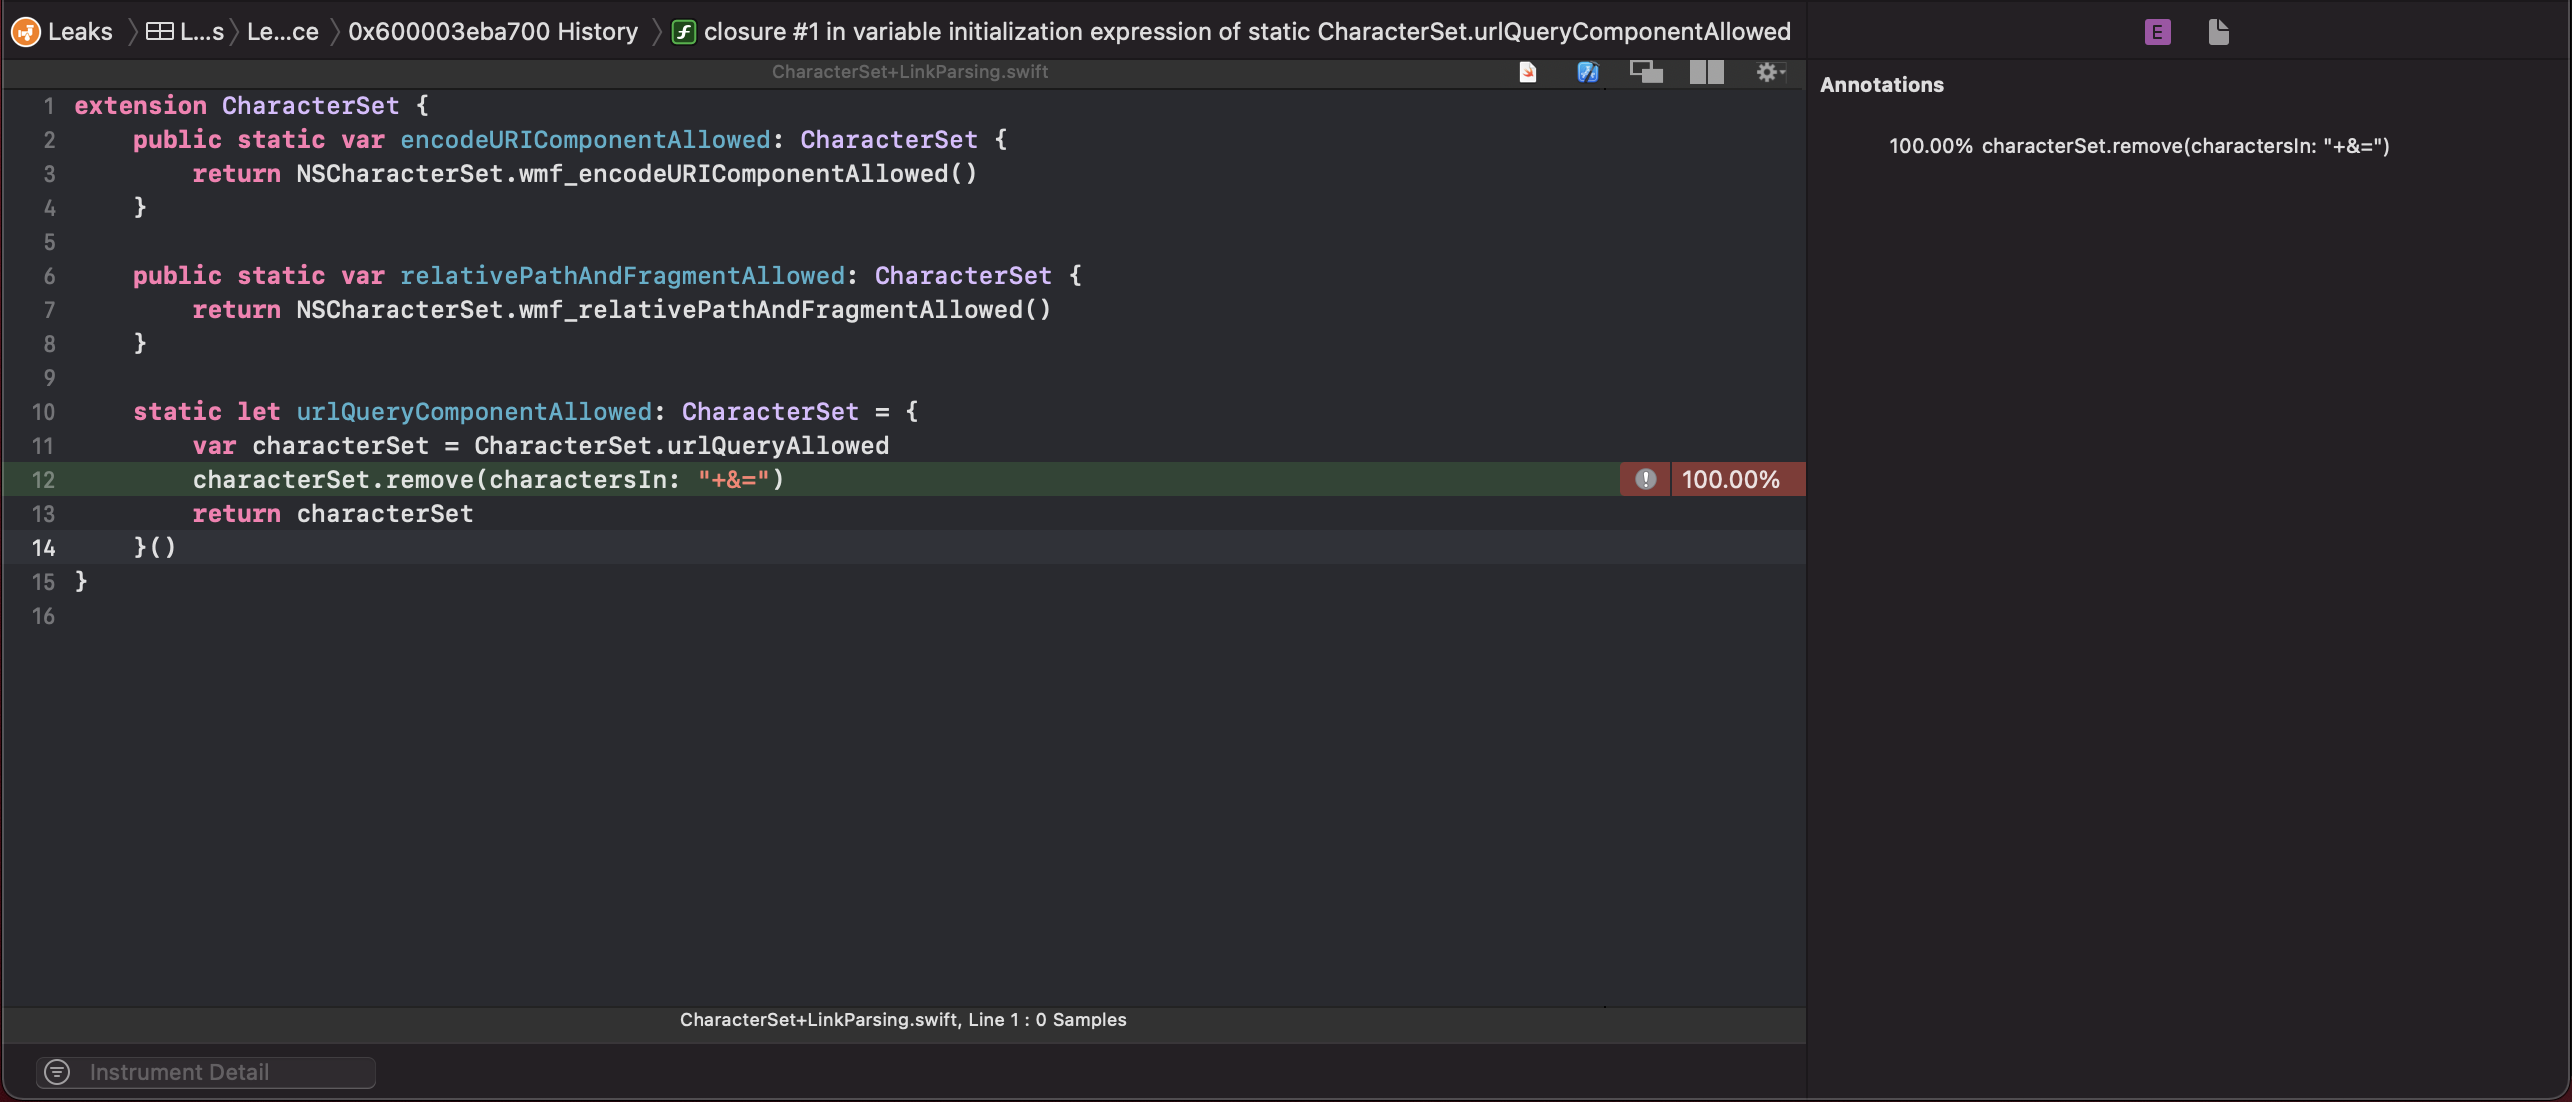 Leaks L...s Le...ce 0x600003eba700 History f closure #1 in variable initialization expression of static CharacterSet.urlQueryComponentAllowed E
CharacterSet+LinkParsing.swift
Annotations
100.00% characterSet.remove(charactersIn: "+&=")
1 extension CharacterSet {
2     public static var encodeURIComponentAllowed: CharacterSet {
3         return NSCharacterSet.wmf_encodeURIComponentAllowed()
4     }
5
6     public static var relativePathAndFragmentAllowed: CharacterSet {
7         return NSCharacterSet.wmf_relativePathAndFragmentAllowed()
8     }
9
10     static let urlQueryComponentAllowed: CharacterSet = {
11         var characterSet = CharacterSet.urlQueryAllowed
12         characterSet.remove(charactersIn: "+&=") 100.00%
13         return characterSet
14     }()
15 }
16
CharacterSet+LinkParsing.swift, Line 1 : 0 Samples
Instrument Detail